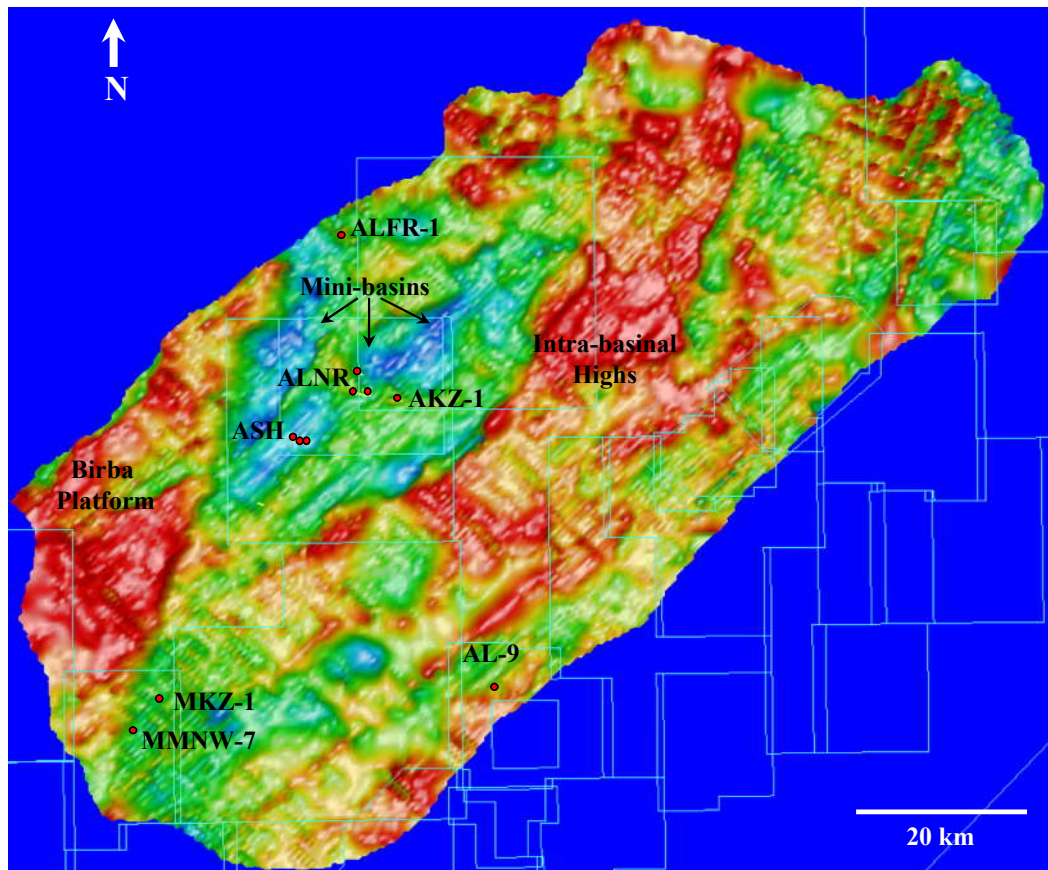 N
ALFR-1
Mini-basins
Intra-basinal
Highs
ALNR
AKZ-1
ASH
Birba
Platform
AL-9
MKZ-1
MMNW-7
20 km